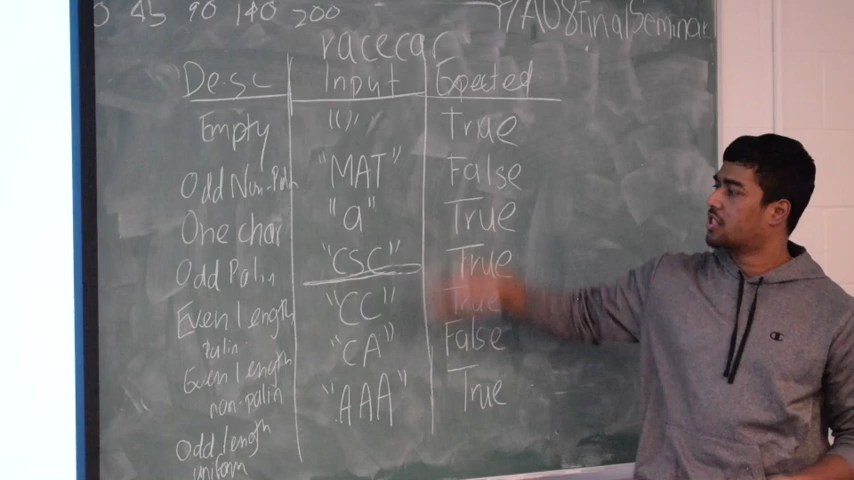 0 45 90 140 200
Y/A08FinalSeminar
racecar
Desc Input Expected
Empty "" True
Odd Non-Palin "MAT" False
One char "a" True
Odd Palin "CSC" True
Even length palin "CC" True
Even length non-palin "CA" False
Odd length uniform "AAA" True